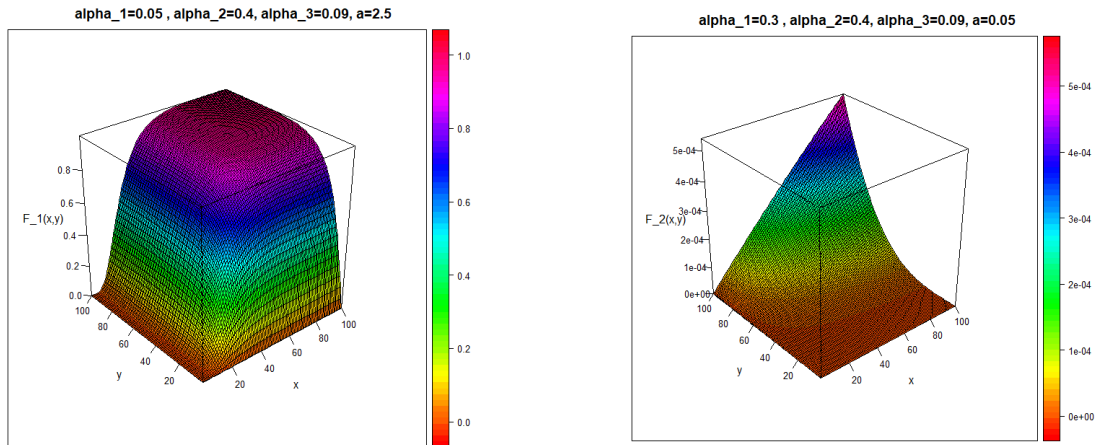 alpha_1=0.05 , alpha_2=0.4, alpha_3=0.09, a=2.5
F_1(x,y)
0.8
0.6
0.4
0.2
0.0
100
80
60
40
20
y
20
40
60
80
100
x
1.0
0.8
0.6
0.4
0.2
0.0
alpha_1=0.3 , alpha_2=0.4, alpha_3=0.09, a=0.05
F_2(x,y)
5e-04
4e-04
3e-04
2e-04
1e-04
0e+00
100
80
60
40
20
y
20
40
60
80
100
x
5e-04
4e-04
3e-04
2e-04
1e-04
0e+00